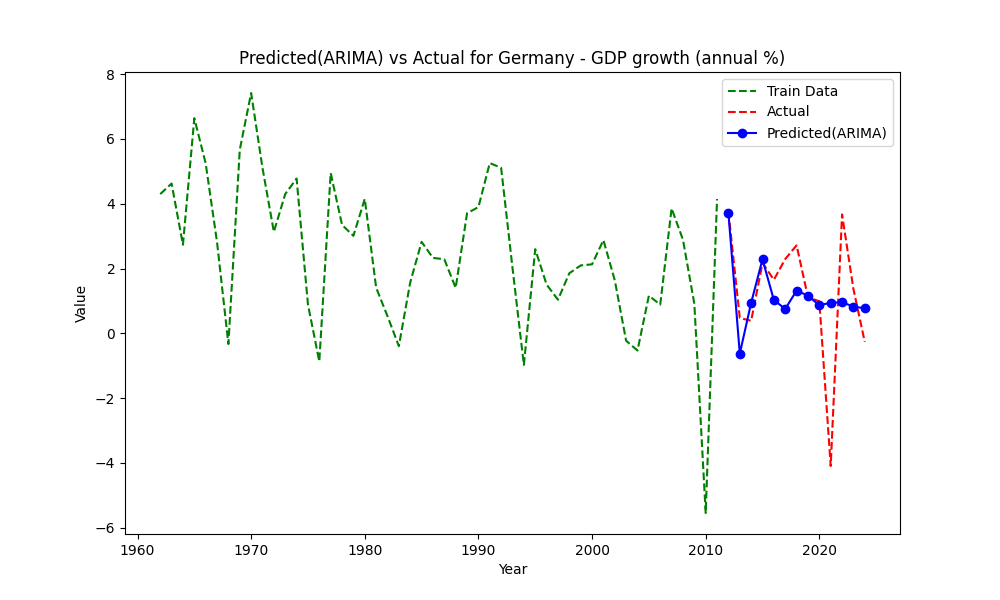 Predicted(ARIMA) vs Actual for Germany - GDP growth (annual %)
Train Data
Actual
Predicted(ARIMA)
Value
8
6
4
2
0
−2
−4
−6
1960
1970
1980
1990
2000
2010
2020
Year